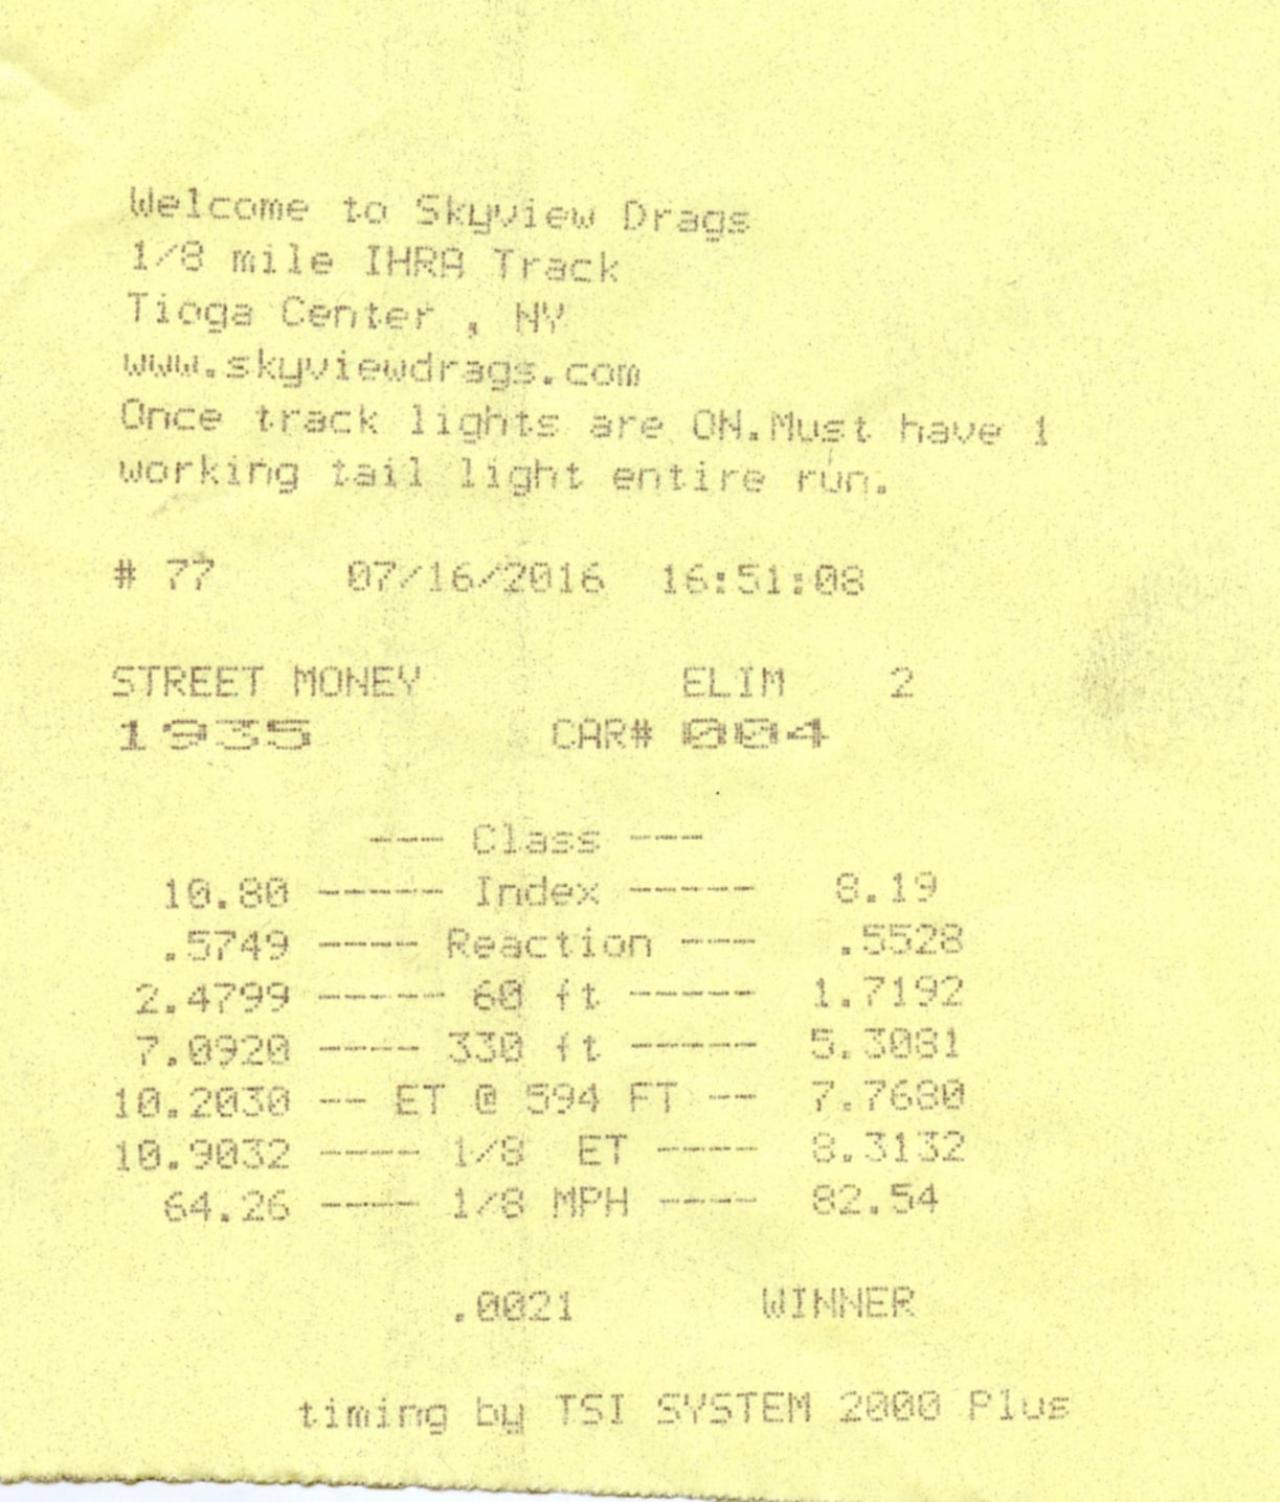 Welcome to Skyview Drags
1/8 mile IHRA Track
Tioga Center , NY
www.skyviewdrags.com
Once track lights are ON.Must have 1
working tail light entire run.
# 77 07/16/2016 16:51:08
STREET MONEY ELIM 2
1935 CAR# 004
--- Class ---
10.80 ----- Index ----- 8.19
.5749 ---- Reaction --- .5528
2.4799 ----- 60 ft ----- 1.7192
7.0920 ---- 330 ft ----- 5.3081
10.2030 -- ET @ 594 FT -- 7.7680
10.9032 ---- 1/8 ET ---- 8.3132
64.26 ---- 1/8 MPH ---- 82.54
.0021 WINNER
timing by TSI SYSTEM 2000 Plus